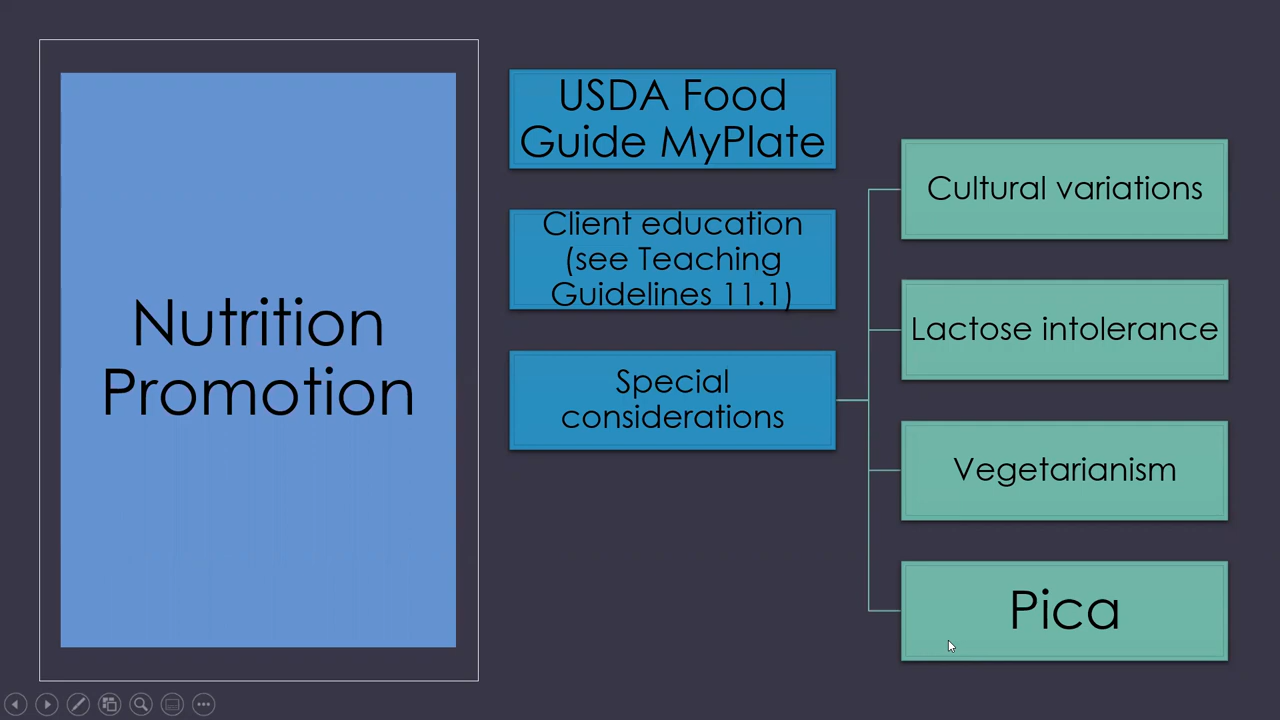 Nutrition
Promotion
USDA Food
Guide MyPlate
Client education
(see Teaching
Guidelines 11.1)
Special
considerations
Cultural variations
Lactose intolerance
Vegetarianism
Pica